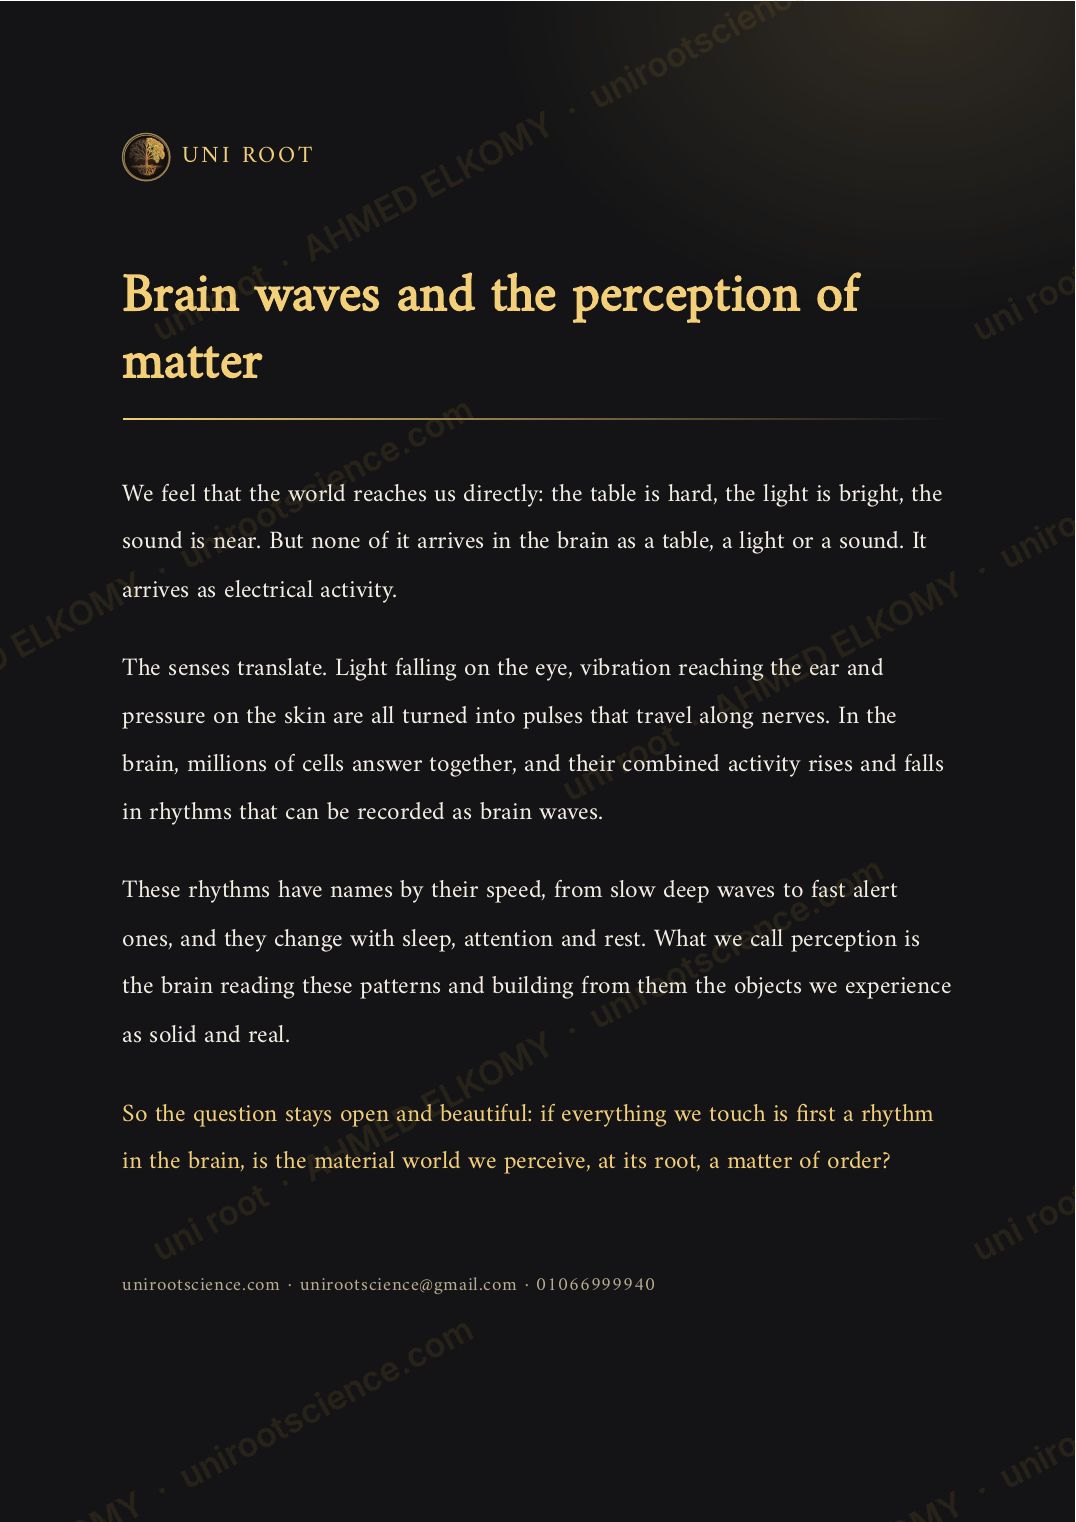 UNI ROOT
Brain waves and the perception of
matter
We feel that the world reaches us directly: the table is hard, the light is bright, the
sound is near. But none of it arrives in the brain as a table, a light or a sound. It
arrives as electrical activity.
The senses translate. Light falling on the eye, vibration reaching the ear and
pressure on the skin are all turned into pulses that travel along nerves. In the
brain, millions of cells answer together, and their combined activity rises and falls
in rhythms that can be recorded as brain waves.
These rhythms have names by their speed, from slow deep waves to fast alert
ones, and they change with sleep, attention and rest. What we call perception is
the brain reading these patterns and building from them the objects we experience
as solid and real.
So the question stays open and beautiful: if everything we touch is first a rhythm
in the brain, is the material world we perceive, at its root, a matter of order?
unirootscience.com · unirootscience@gmail.com · 01066999940
uni root · AHMED ELKOMY · unirootscience.com